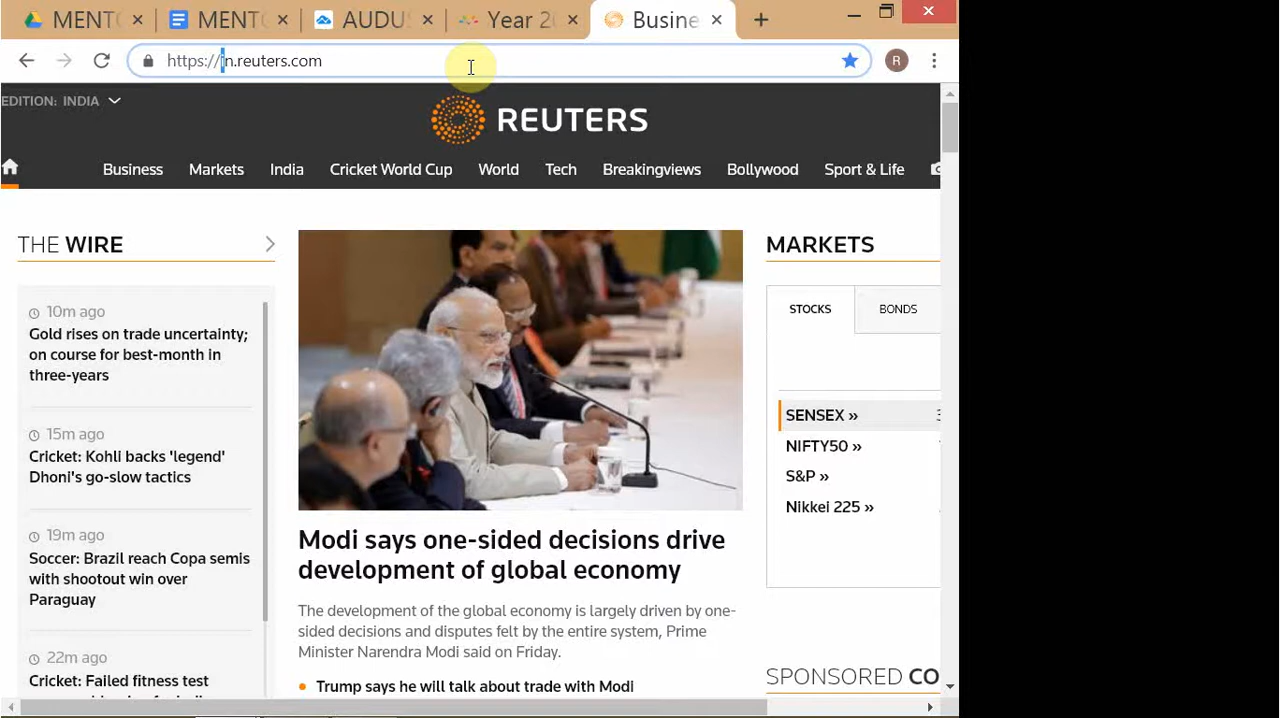 MENTO
MENTO
AUDUS
Year 20
Busine
https://in.reuters.com
R
EDITION: INDIA
REUTERS
Business
Markets
India
Cricket World Cup
World
Tech
Breakingviews
Bollywood
Sport & Life
THE WIRE
10m ago
Gold rises on trade uncertainty;
on course for best-month in
three-years
15m ago
Cricket: Kohli backs 'legend'
Dhoni's go-slow tactics
19m ago
Soccer: Brazil reach Copa semis
with shootout win over
Paraguay
22m ago
Cricket: Failed fitness test
Modi says one-sided decisions drive
development of global economy
The development of the global economy is largely driven by one-
sided decisions and disputes felt by the entire system, Prime
Minister Narendra Modi said on Friday.
Trump says he will talk about trade with Modi
MARKETS
STOCKS
BONDS
SENSEX »
3
NIFTY50 »
S&P »
Nikkei 225 »
SPONSORED CO